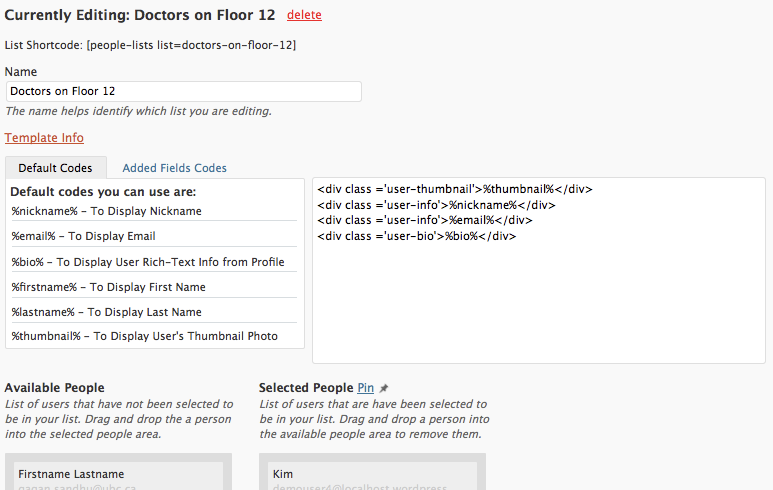 Currently Editing: Doctors on Floor 12 delete
List Shortcode: [people-lists list=doctors-on-floor-12]
Name
Doctors on Floor 12
The name helps identify which list you are editing.
Template Info
Default Codes Added Fields Codes
Default codes you can use are:
%nickname% - To Display Nickname
%email% - To Display Email
%bio% - To Display User Rich-Text Info from Profile
%firstname% - To Display First Name
%lastname% - To Display Last Name
%thumbnail% - To Display User's Thumbnail Photo
<div class ='user-thumbnail'>%thumbnail%</div>
<div class ='user-info'>%nickname%</div>
<div class ='user-info'>%email%</div>
<div class ='user-bio'>%bio%</div>
Available People
List of users that have not been selected to
be in your list. Drag and drop the a person
into the selected people area.
Firstname Lastname
gagan.sandhu@ubc.ca
Selected People Pin
List of users that are have been selected to
be in your list. Drag and drop a person into
the available people area to remove them.
Kim
demouser4@localhost.wordpress